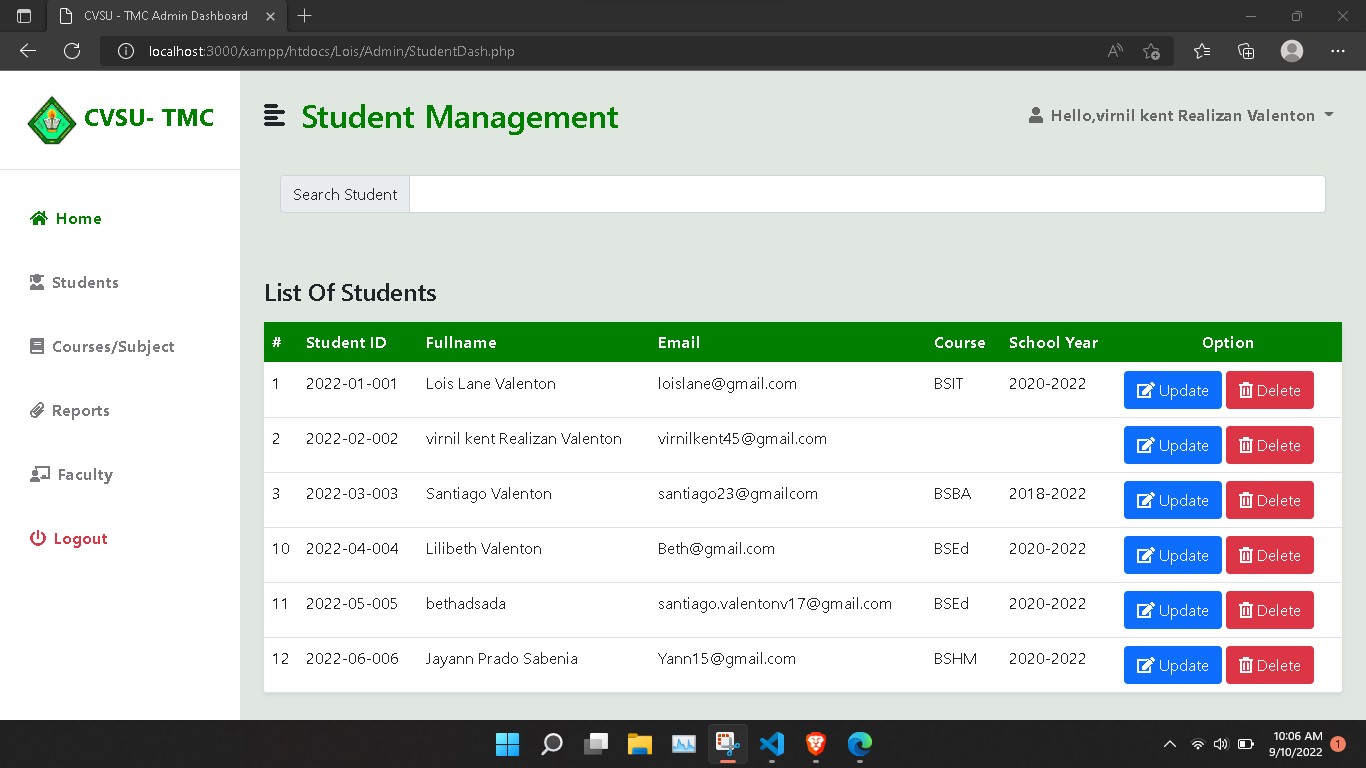 CVSU - TMC Admin Dashboard
localhost:3000/xampp/htdocs/Lois/Admin/StudentDash.php
CVSU- TMC
Student Management
Hello,virnil kent Realizan Valenton
Home
Students
Courses/Subject
Reports
Faculty
Logout
Search Student
List Of Students
# Student ID Fullname Email Course School Year Option
1 2022-01-001 Lois Lane Valenton loislane@gmail.com BSIT 2020-2022 Update Delete
2 2022-02-002 virnil kent Realizan Valenton virnilkent45@gmail.com Update Delete
3 2022-03-003 Santiago Valenton santiago23@gmailcom BSBA 2018-2022 Update Delete
10 2022-04-004 Lilibeth Valenton Beth@gmail.com BSEd 2020-2022 Update Delete
11 2022-05-005 bethadsada santiago.valentonv17@gmail.com BSEd 2020-2022 Update Delete
12 2022-06-006 Jayann Prado Sabenia Yann15@gmail.com BSHM 2020-2022 Update Delete
10:06 AM
9/10/2022
1